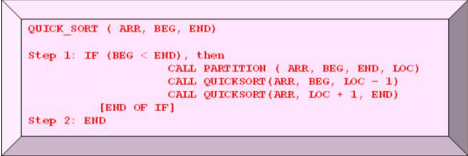 QUICK_SORT ( ARR, BEG, END)
Step 1: IF (BEG < END), then
CALL PARTITION ( ARR, BEG, END, LOC)
CALL QUICKSORT(ARR, BEG, LOC - 1)
CALL QUICKSORT(ARR, LOC + 1, END)
[END OF IF]
Step 2: END